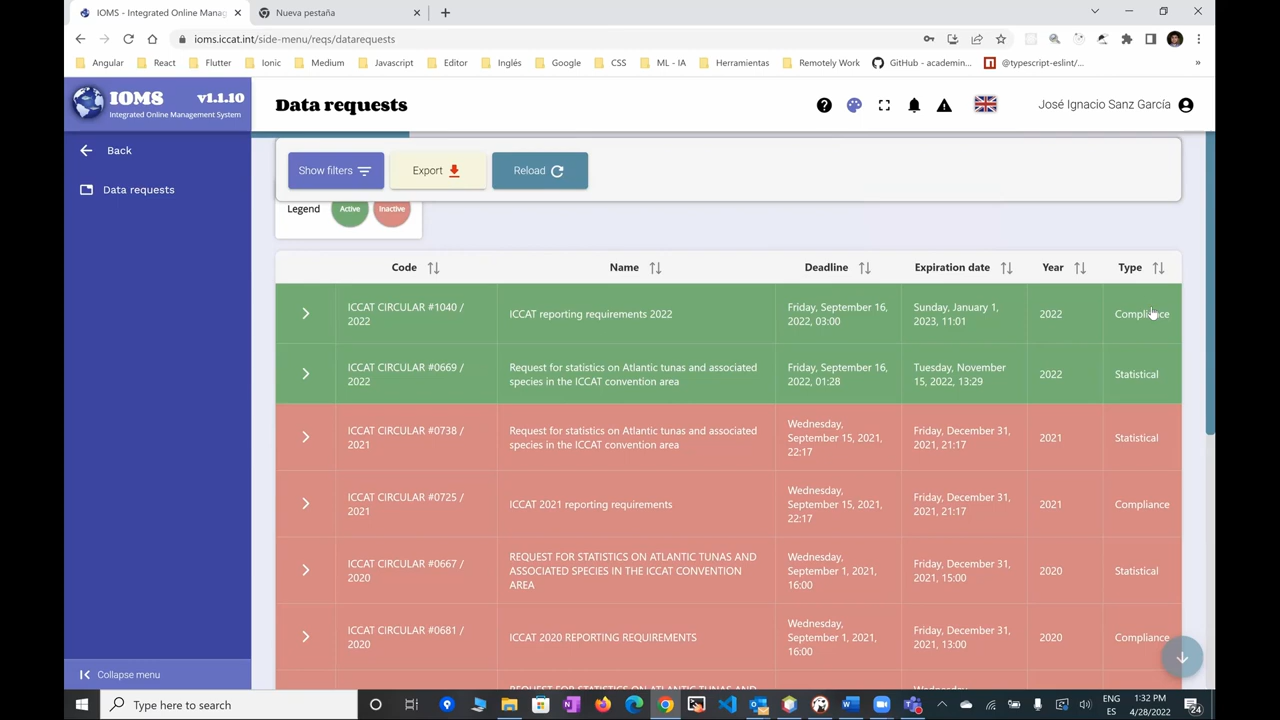 IOMS - Integrated Online Manag
Nueva pestaña
ioms.iccat.int/side-menu/reqs/datarequests
Angular
React
Flutter
Ionic
Medium
Javascript
Editor
Inglés
Google
CSS
ML - IA
Herramientas
Remotely Work
GitHub - academin...
@typescript-eslint/...
IOMS v1.1.10
Integrated Online Management System
Data requests
José Ignacio Sanz García
Back
Data requests
Show filters
Export
Reload
Legend
Active
Inactive
Code
Name
Deadline
Expiration date
Year
Type
ICCAT CIRCULAR #1040 /
2022
ICCAT reporting requirements 2022
Friday, September 16,
2022, 03:00
Sunday, January 1,
2023, 11:01
2022
Compliance
ICCAT CIRCULAR #0669 /
2022
Request for statistics on Atlantic tunas and associated
species in the ICCAT convention area
Friday, September 16,
2022, 01:28
Tuesday, November
15, 2022, 13:29
2022
Statistical
ICCAT CIRCULAR #0738 /
2021
Request for statistics on Atlantic tunas and associated
species in the ICCAT convention area
Wednesday,
September 15, 2021,
22:17
Friday, December 31,
2021, 21:17
2021
Statistical
ICCAT CIRCULAR #0725 /
2021
ICCAT 2021 reporting requirements
Wednesday,
September 15, 2021,
22:17
Friday, December 31,
2021, 21:17
2021
Compliance
ICCAT CIRCULAR #0667 /
2020
REQUEST FOR STATISTICS ON ATLANTIC TUNAS AND
ASSOCIATED SPECIES IN THE ICCAT CONVENTION
AREA
Wednesday,
September 1, 2021,
16:00
Friday, December 31,
2021, 15:00
2020
Statistical
ICCAT CIRCULAR #0681 /
2020
ICCAT 2020 REPORTING REQUIREMENTS
Wednesday,
September 1, 2021,
16:00
Friday, December 31,
2021, 13:00
2020
Compliance
REQUEST FOR STATISTICS ON ATLANTIC TUNAS AND
Wednesday,
Collapse menu
Type here to search
ENG
ES
1:32 PM
4/28/2022
24